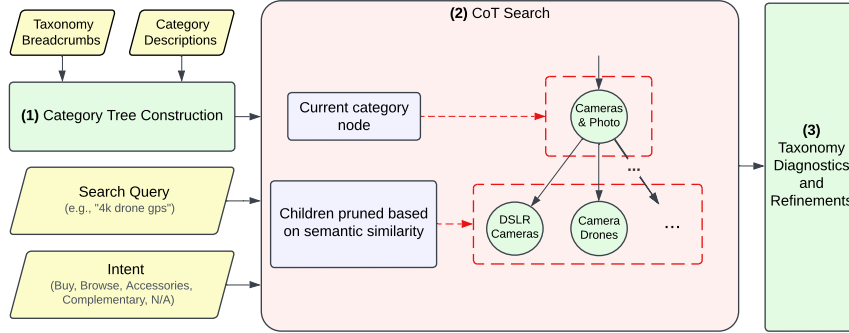 Taxonomy
Breadcrumbs
Category
Descriptions
(1) Category Tree Construction
Search Query
(e.g., "4k drone gps")
Intent
(Buy, Browse, Accessories,
Complementary, N/A)
(2) CoT Search
Current category
node
Children pruned based
on semantic similarity
Cameras
& Photo
...
DSLR
Cameras
Camera
Drones
...
(3)
Taxonomy
Diagnostics
and
Refinements